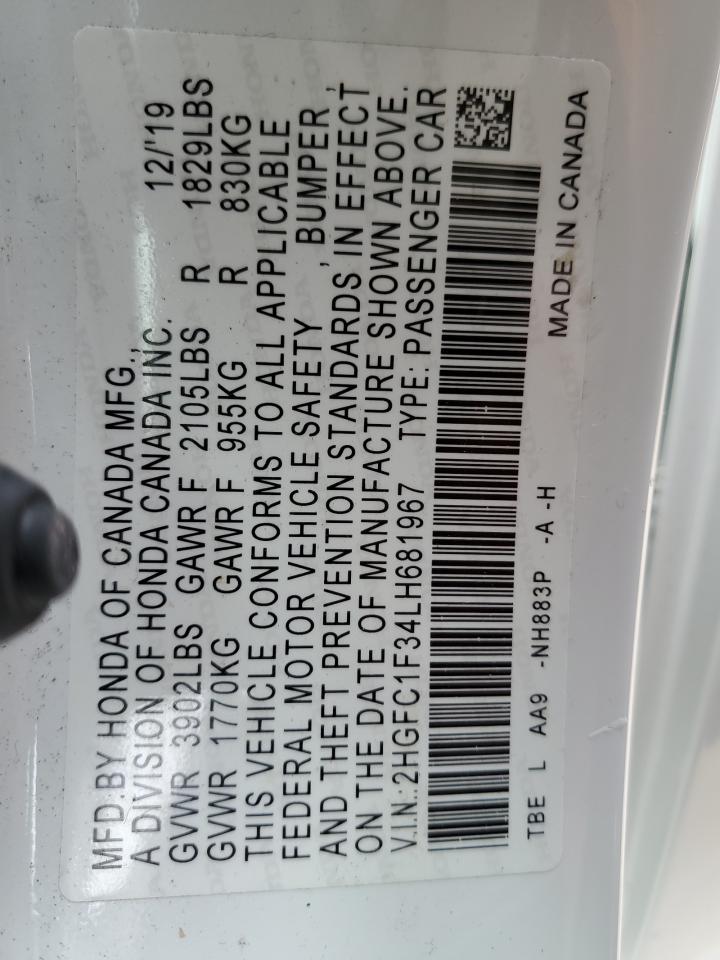 MFD.BY HONDA OF CANADA MFG.,
A DIVISION OF HONDA CANADA INC. 12/'19
GVWR 3902LBS GAWR F 2105LBS R 1829LBS
GVWR 1770KG GAWR F 955KG R 830KG
THIS VEHICLE CONFORMS TO ALL APPLICABLE
FEDERAL MOTOR VEHICLE SAFETY , BUMPER ,
AND THEFT PREVENTION STANDARDS IN EFFECT
ON THE DATE OF MANUFACTURE SHOWN ABOVE.
V.I.N.:2HGFC1F34LH681967 TYPE: PASSENGER CAR
TBE L AA9 -NH883P -A -H
MADE IN CANADA